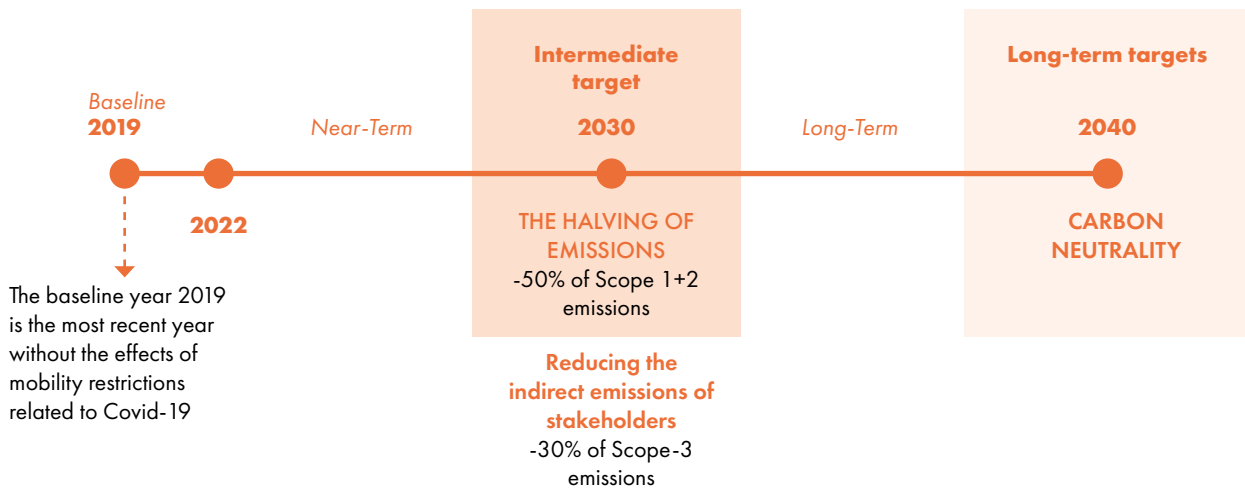 Baseline
2019
The baseline year 2019
is the most recent year
without the effects of
mobility restrictions
related to Covid-19
2022
Near-Term
Intermediate
target
2030
THE HALVING OF
EMISSIONS
-50% of Scope 1+2
emissions
Reducing the
indirect emissions of
stakeholders
-30% of Scope-3
emissions
Long-Term
Long-term targets
2040
CARBON
NEUTRALITY